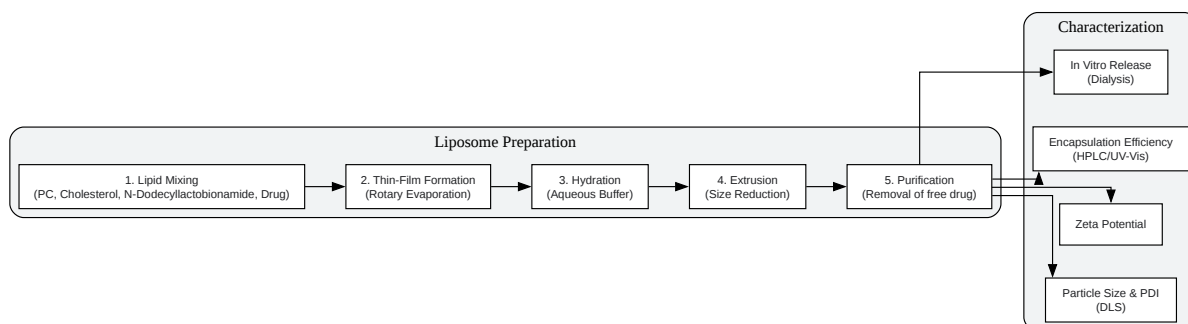 Characterization
In Vitro Release
(Dialysis)
Liposome Preparation
1. Lipid Mixing
(PC, Cholesterol, N-Dodecyllactobionamide, Drug)
2. Thin-Film Formation
(Rotary Evaporation)
3. Hydration
(Aqueous Buffer)
4. Extrusion
(Size Reduction)
5. Purification
(Removal of free drug)
Encapsulation Efficiency
(HPLC/UV-Vis)
Zeta Potential
Particle Size & PDI
(DLS)